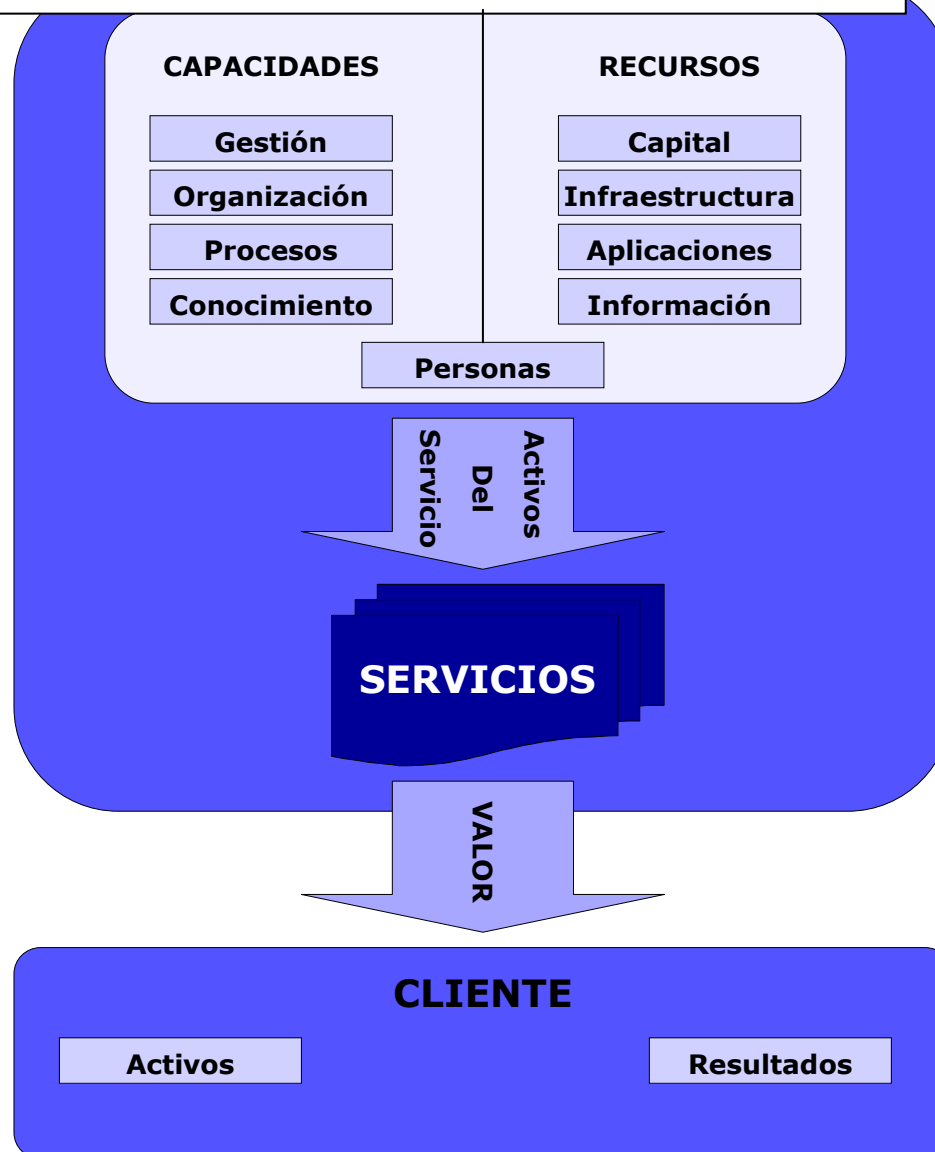 CAPACIDADES
RECURSOS
Gestión
Capital
Organización
Infraestructura
Procesos
Aplicaciones
Conocimiento
Información
Personas
Activos
Del
Servicio
SERVICIOS
VALOR
CLIENTE
Activos
Resultados